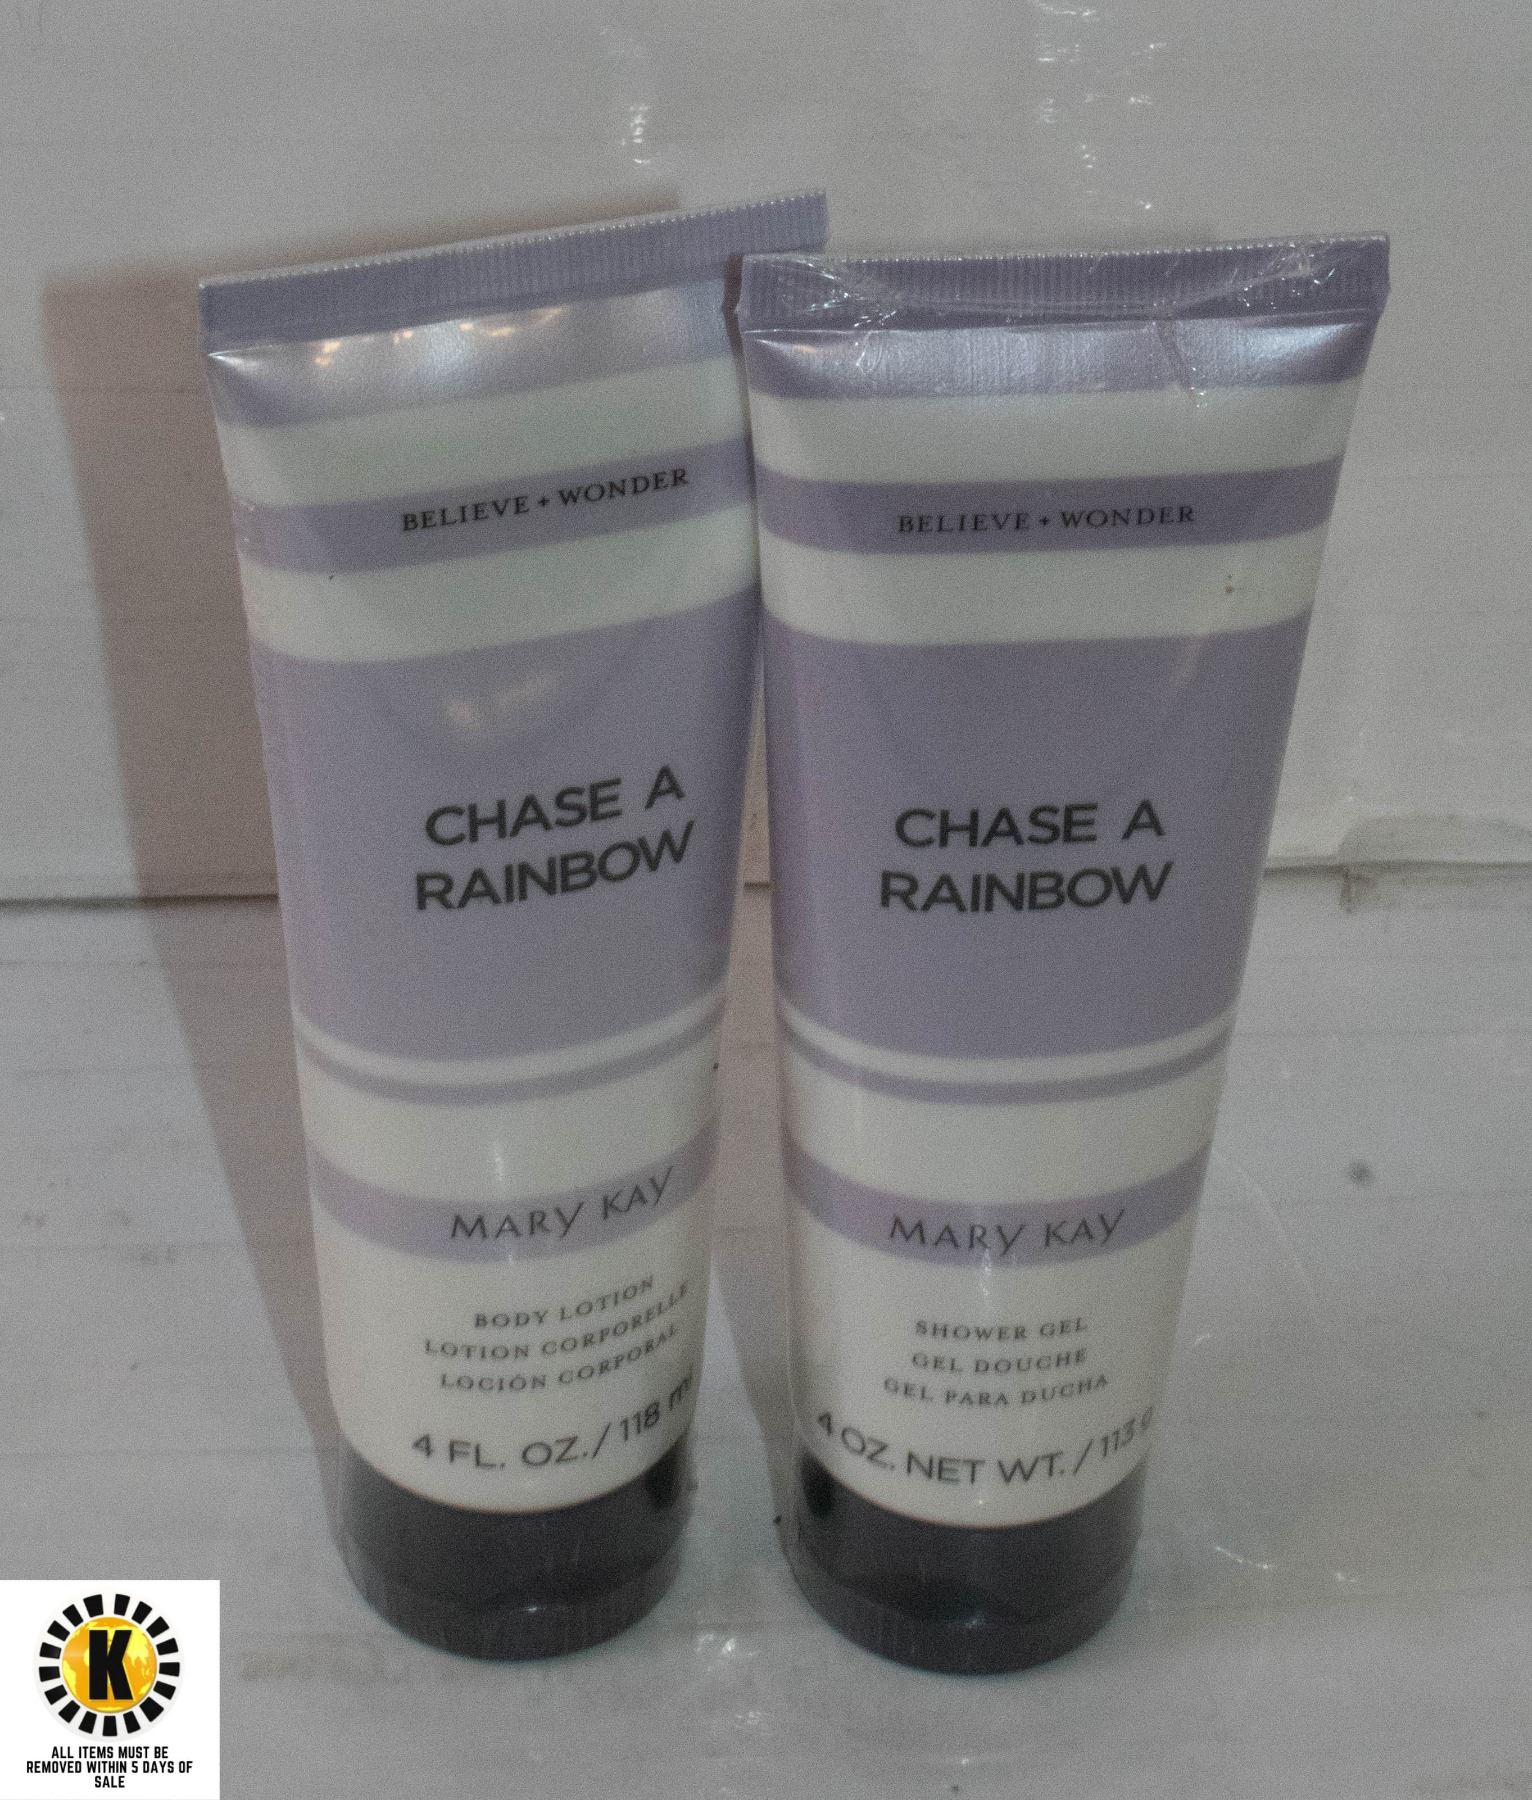 BELIEVE + WONDER
CHASE A
RAINBOW
MARY KAY
BODY LOTION
LOTION CORPORELLE
LOCIÓN CORPORAL
4 FL. OZ. / 118 ml
BELIEVE + WONDER
CHASE A
RAINBOW
MARY KAY
SHOWER GEL
GEL DOUCHE
GEL PARA DUCHA
4 OZ. NET WT. / 113 g
K
ALL ITEMS MUST BE
REMOVED WITHIN 5 DAYS OF
SALE